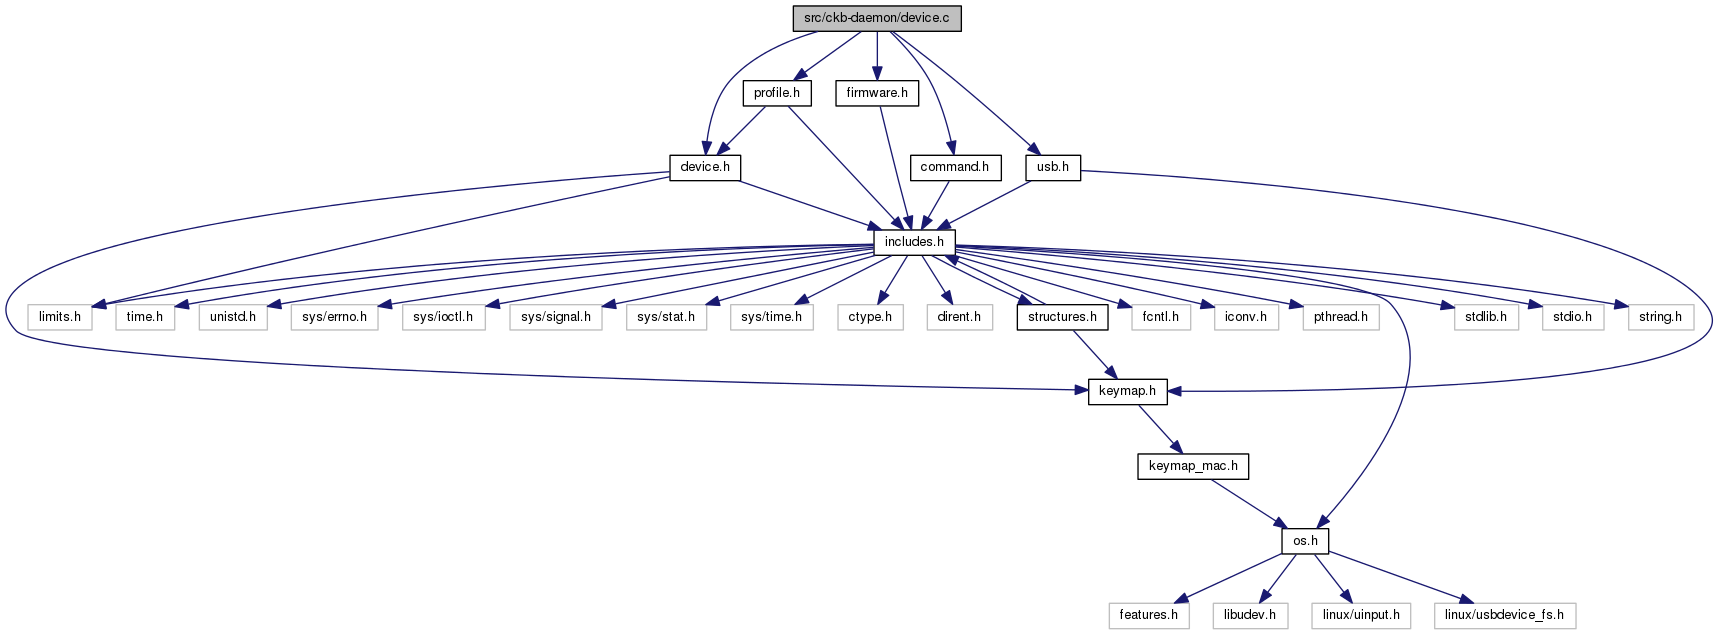 src/ckb-daemon/device.c
profile.h
firmware.h
device.h
command.h
usb.h
includes.h
limits.h
time.h
unistd.h
sys/errno.h
sys/ioctl.h
sys/signal.h
sys/stat.h
sys/time.h
ctype.h
dirent.h
structures.h
fcntl.h
iconv.h
pthread.h
stdlib.h
stdio.h
string.h
keymap.h
keymap_mac.h
os.h
features.h
libudev.h
linux/uinput.h
linux/usbdevice_fs.h